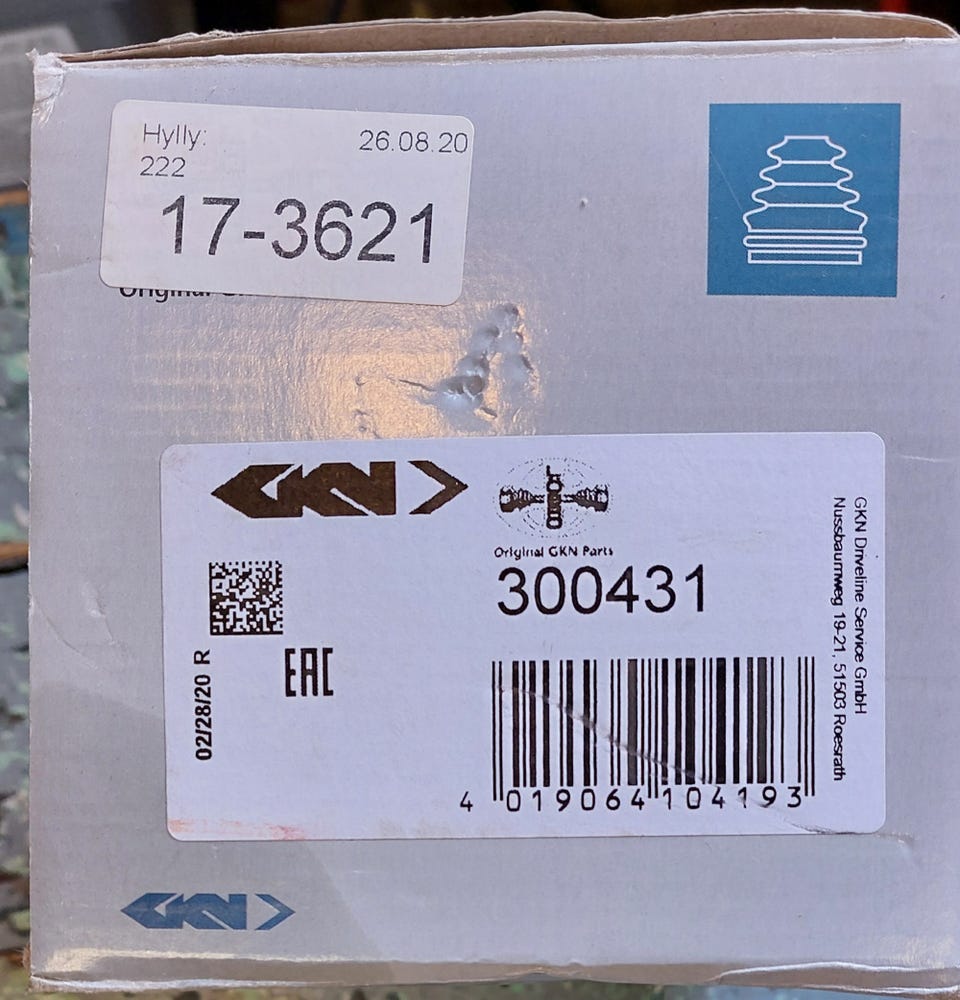 Hylly: 26.08.20
222
17-3621
Original
GKN
Original GKN Parts
300431
EAC
02/28/20 R
4 019064 104193
GKN Driveline Service GmbH
Nussbaumweg 19-21, 51503 Roesrath
GKN